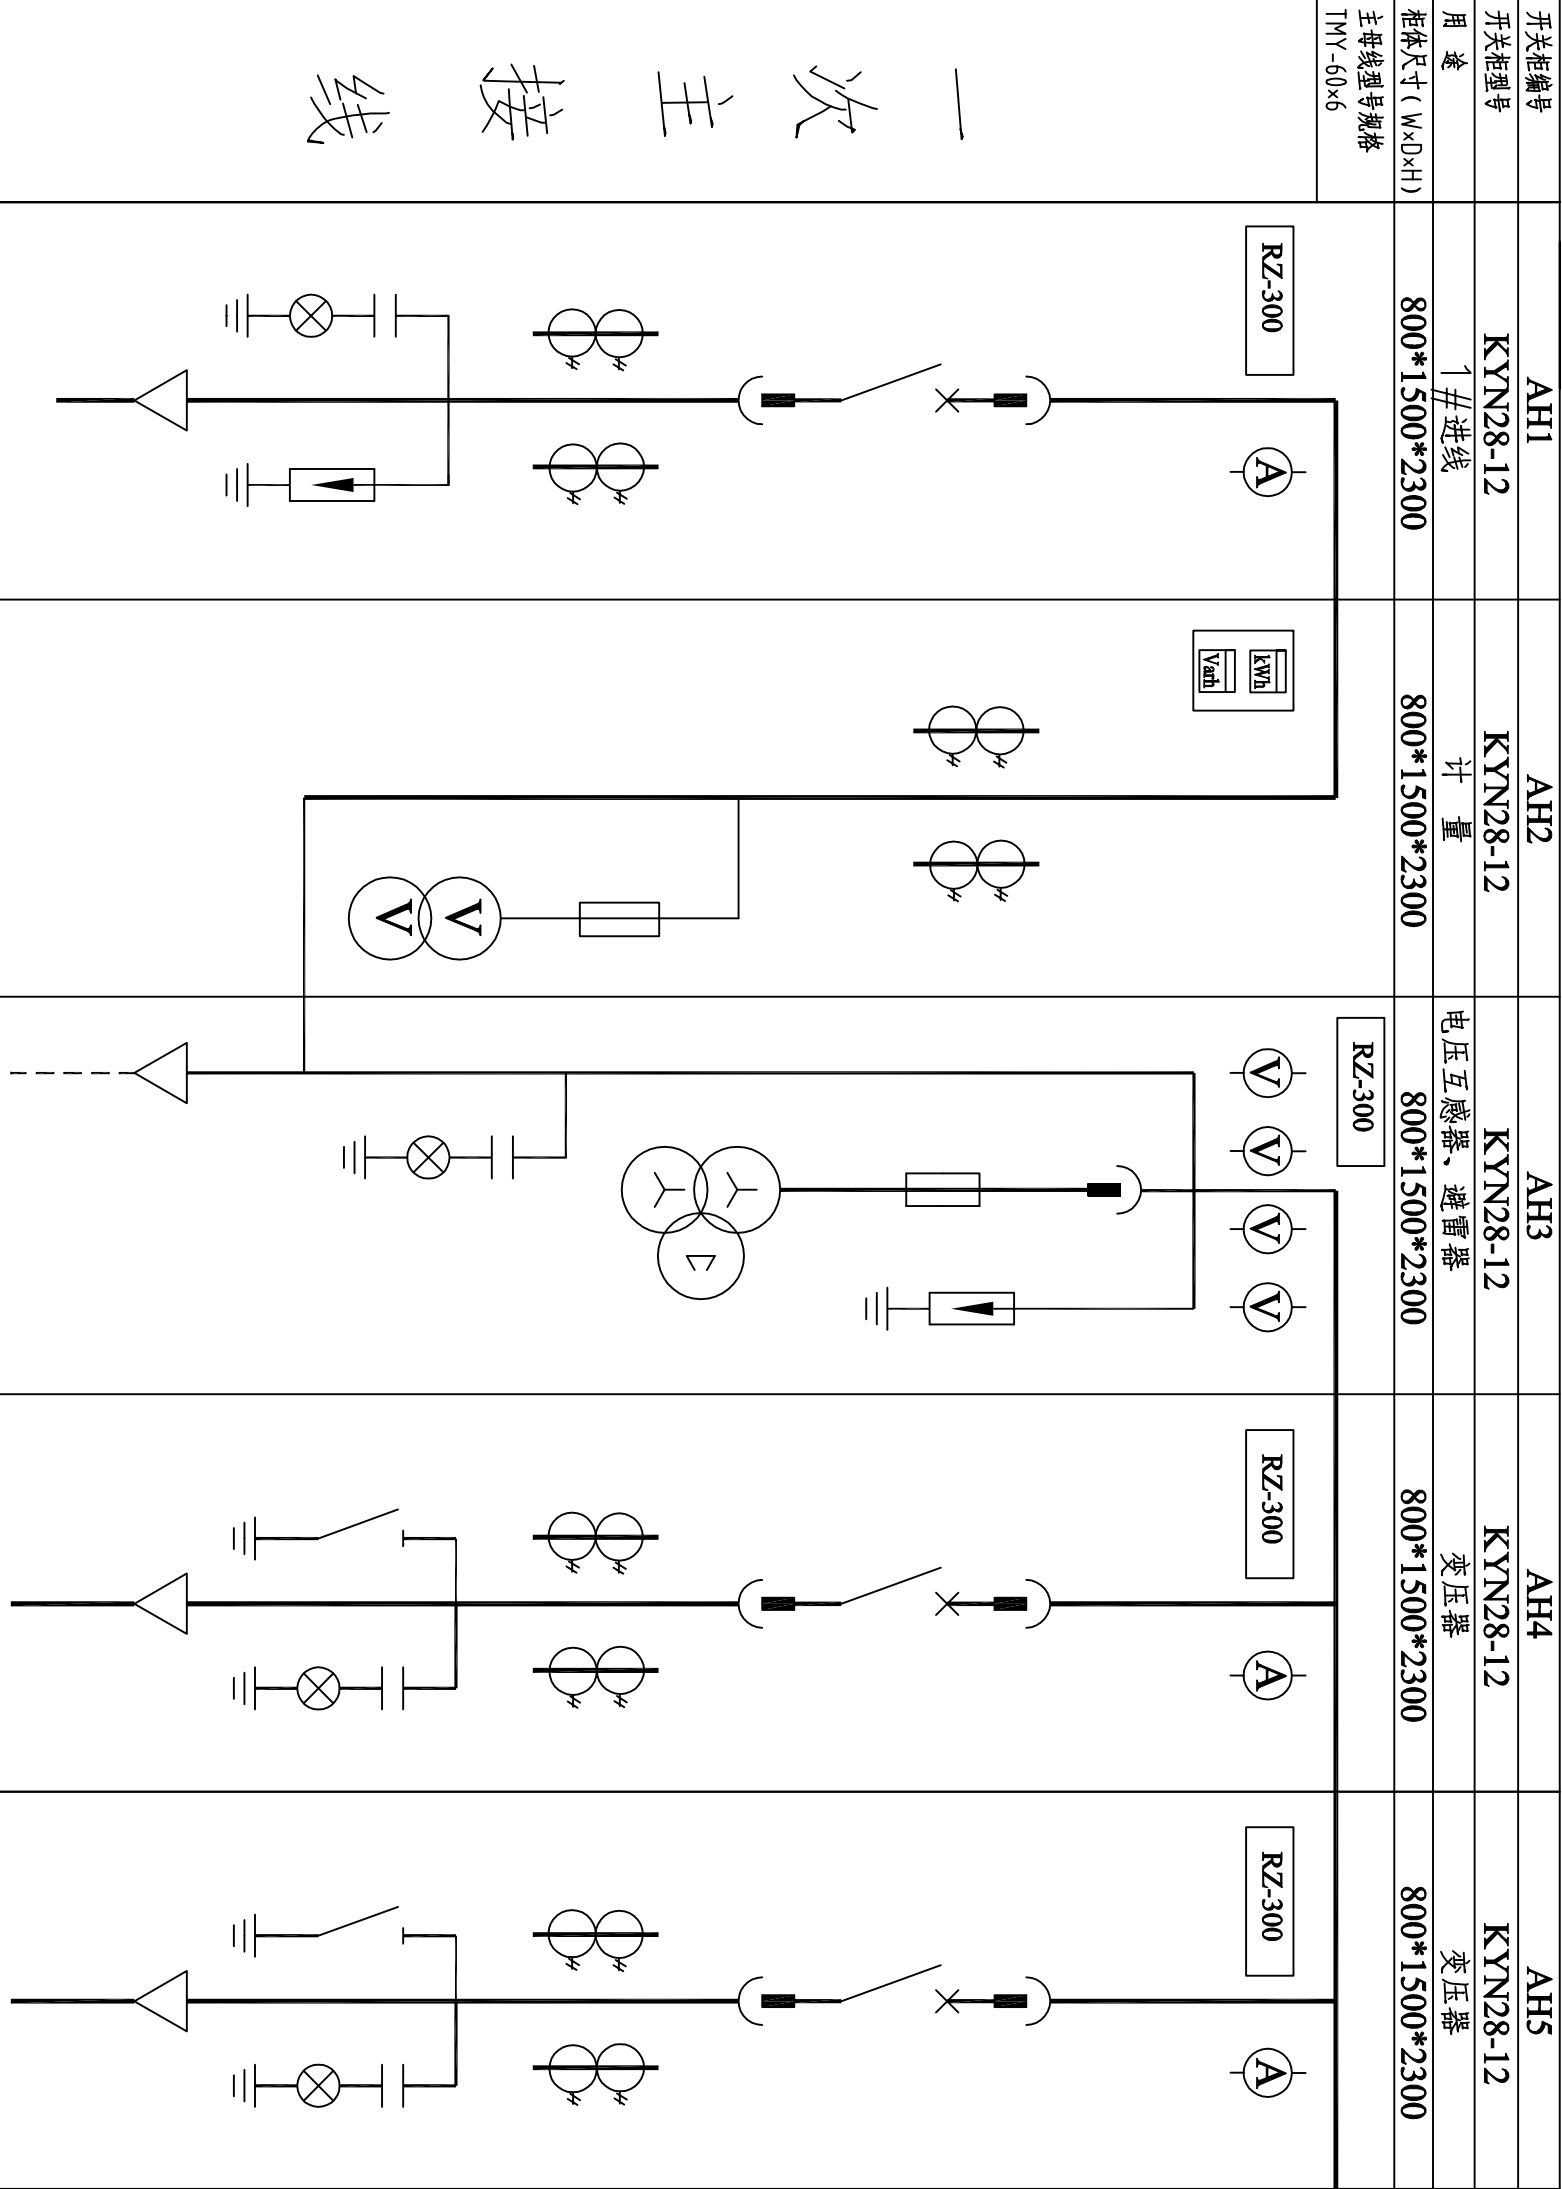 开关柜编号 AH1 AH2 AH3 AH4 AH5
开关柜型号 KYN28-12 KYN28-12 KYN28-12 KYN28-12 KYN28-12
用 途 1#进线 计 量 电压互感器、避雷器 变压器 变压器
柜体尺寸(W×D×H) 800*1500*2300 800*1500*2300 800*1500*2300 800*1500*2300 800*1500*2300
主母线型号规格
TMY-60×6
RZ-300
RZ-300 RZ-300 RZ-300
kWh
Varh
A V V V V A A
一次主接线
V
V